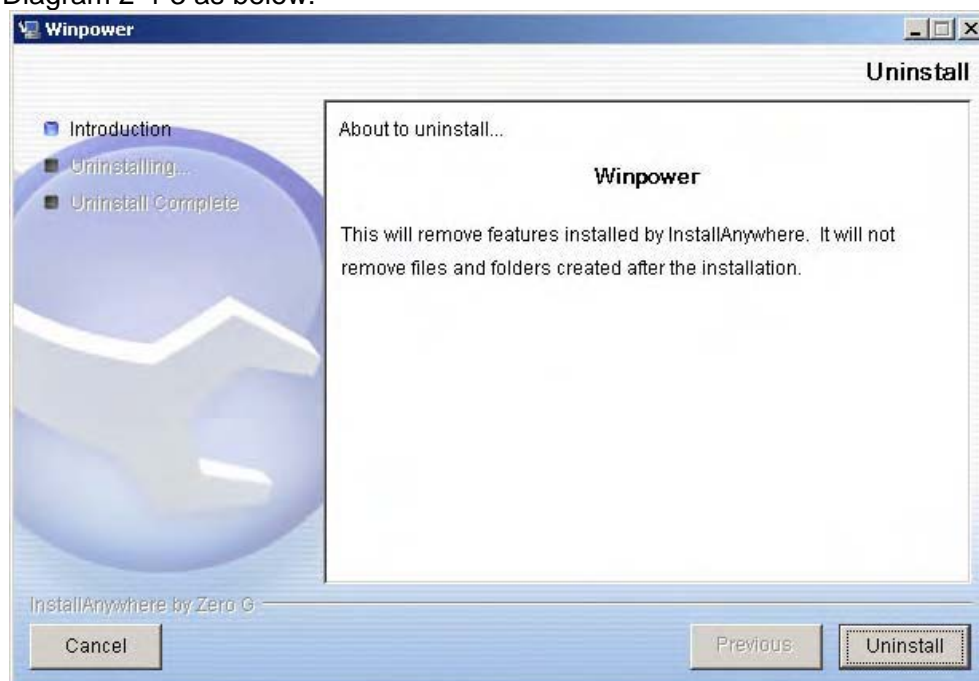 Diagram 2-1-8 as below.
Winpower
Uninstall
Introduction
Uninstalling...
Uninstall Complete
About to uninstall...
Winpower
This will remove features installed by InstallAnywhere. It will not
remove files and folders created after the installation.
InstallAnywhere by Zero G
Cancel
Previous
Uninstall